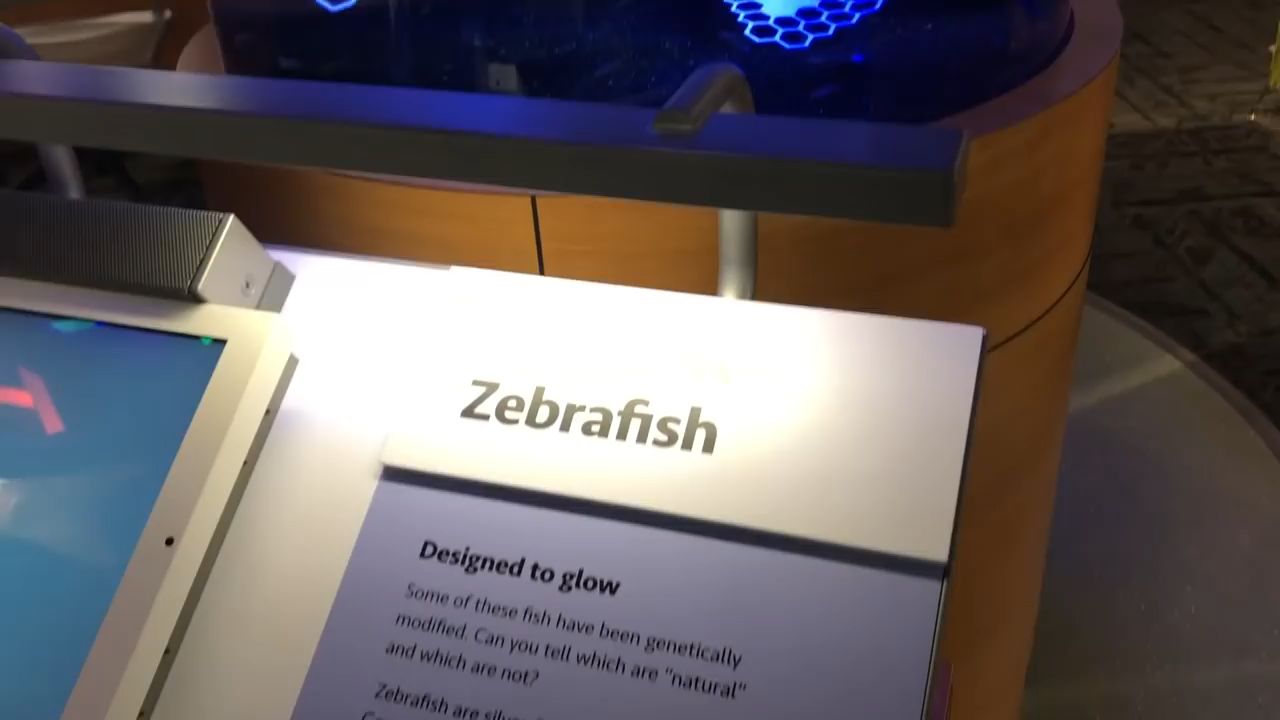 Zebrafish
Designed to glow
Some of these fish have been genetically
modified. Can you tell which are "natural"
and which are not?
Zebrafish are